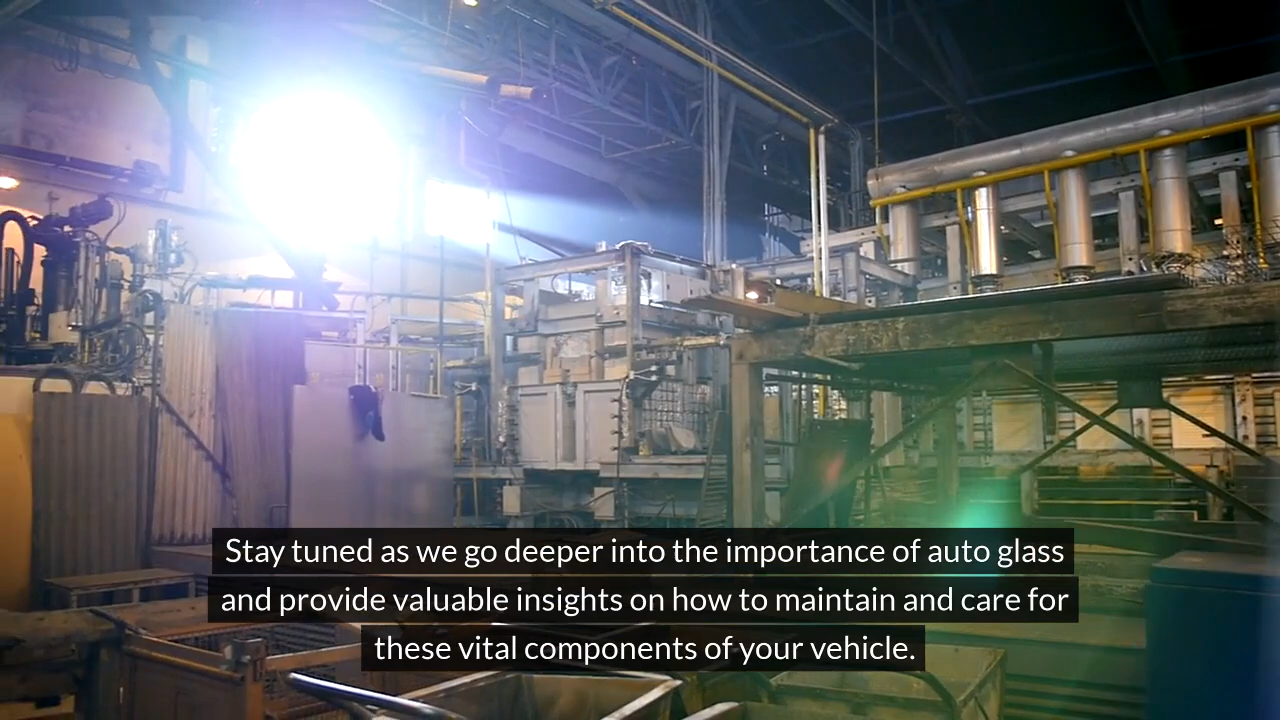 Stay tuned as we go deeper into the importance of auto glass
and provide valuable insights on how to maintain and care for
these vital components of your vehicle.